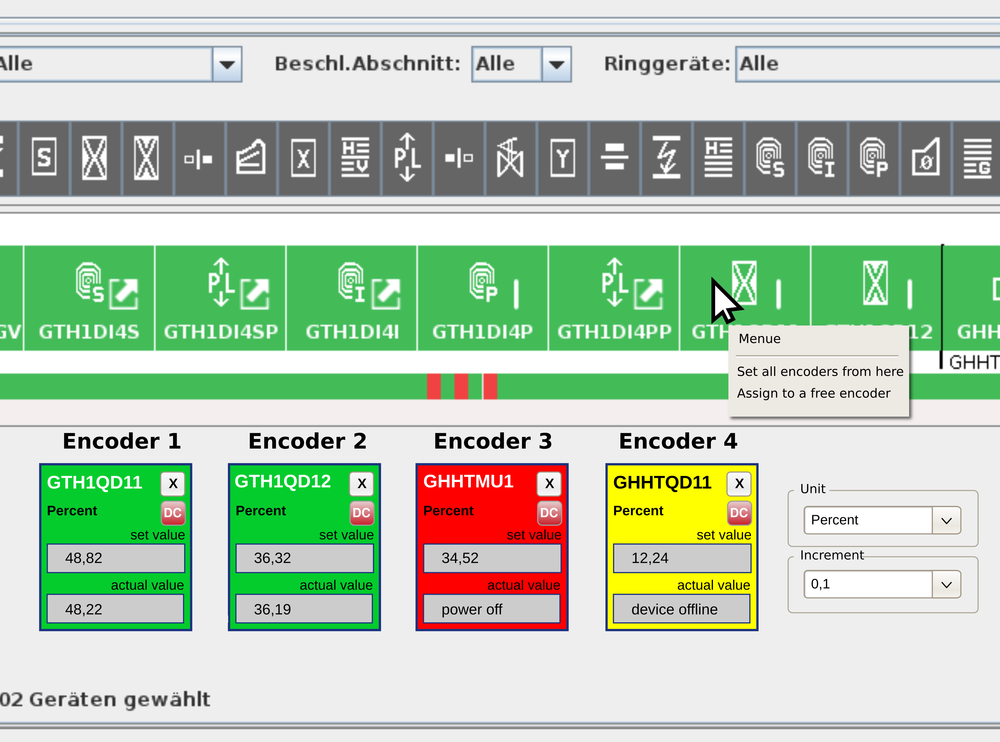 Alle Beschl.Abschnitt: Alle Ringgeräte: Alle
S X HE V PL Y H S I P Ø G
GV GTH1DI4S GTH1DI4SP GTH1DI4I GTH1DI4P GTH1DI4PP GTH 12 GHH
S PL I P PL
Menue
GHHT
Set all encoders from here
Assign to a free encoder
Encoder 1 Encoder 2 Encoder 3 Encoder 4
GTH1QD11 X GTH1QD12 X GHHTMU1 X GHHTQD11 X
Unit
Percent DC Percent DC Percent DC Percent DC
Percent
set value set value set value set value
48,82 36,32 34,52 12,24
Increment
0,1
actual value actual value actual value actual value
48,22 36,19 power off device offline
02 Geräten gewählt